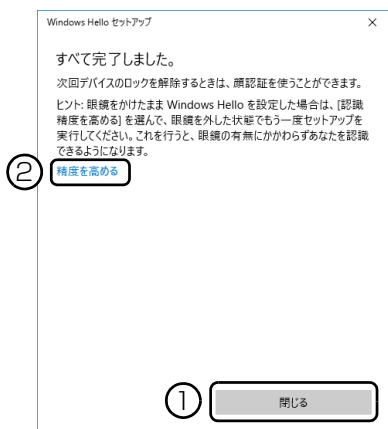 Windows Hello セットアップ ×
すべて完了しました。
次回デバイスのロックを解除するときは、顔認証を使うことができます。
ヒント: 眼鏡をかけたまま Windows Hello を設定した場合は、[認識
精度を高める] を選んで、眼鏡を外した状態でもう一度セットアップを
実行してください。これを行うと、眼鏡の有無にかかわらずあなたを認識
できるようになります。
② 精度を高める
① 閉じる